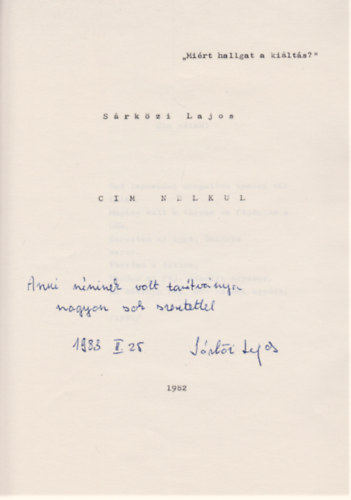 „Miért hallgat a kiáltás?"
Sárközi Lajos
CIM NELKUL
Anni néninek volt tanítványa
nagyon sok szeretettel
1983 II 25
Sárközi Lajos
1982